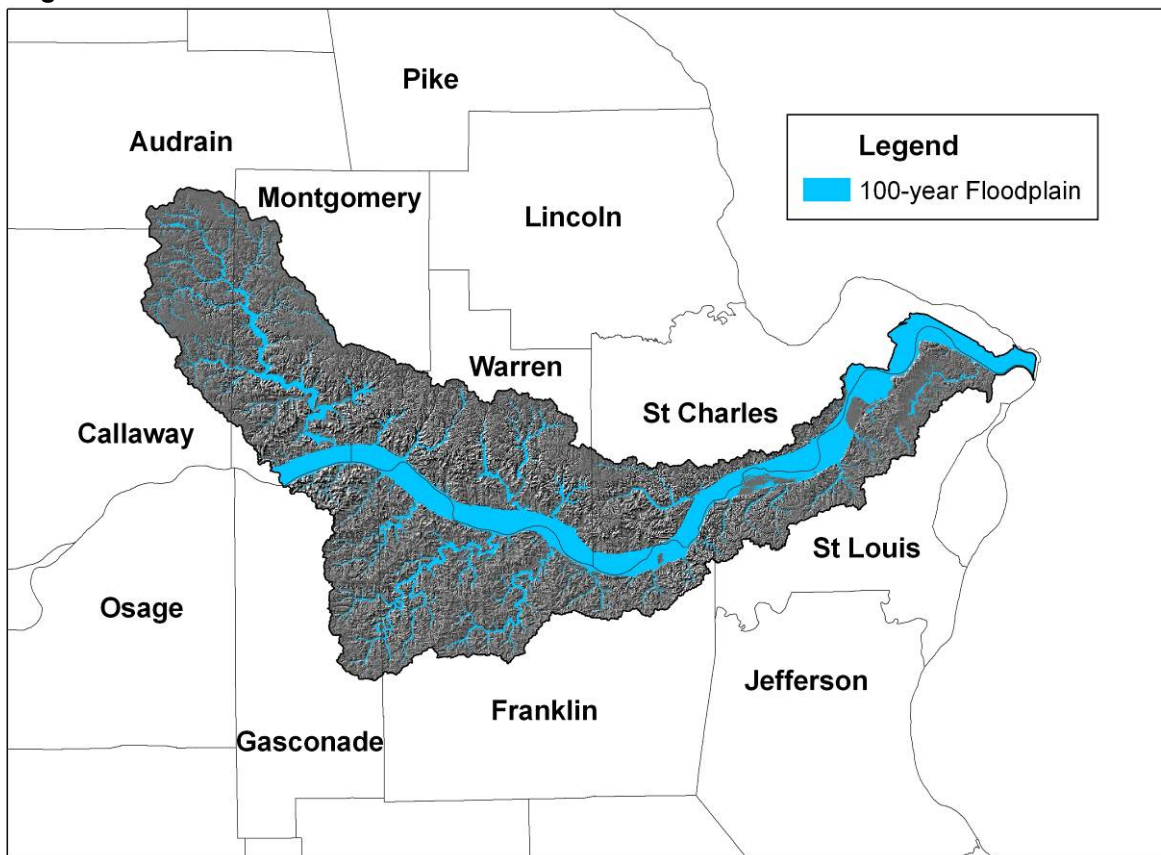 Pike
Audrain
Legend
100-year Floodplain
Montgomery
Lincoln
Warren
St Charles
Callaway
St Louis
Osage
Jefferson
Franklin
Gasconade